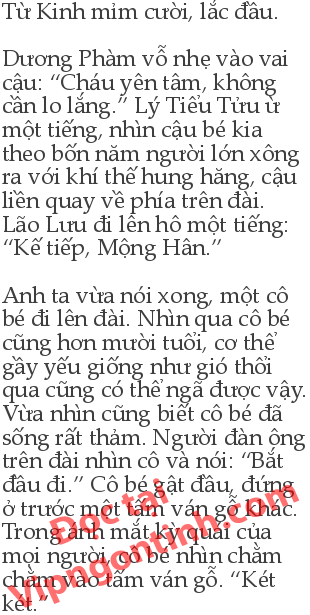 Từ Kinh mỉm cười, lắc đầu.
Dương Phàm vỗ nhẹ vào vai
cậu: “Cháu yên tâm, không
cần lo lắng.” Lý Tiểu Tửu ừ
một tiếng, nhìn cậu bé kia
theo bốn năm người lớn xông
ra với khí thế hung hăng, cậu
liền quay về phía trên đài.
Lão Lưu đi lên hô một tiếng:
“Kế tiếp, Mộng Hân.”
Anh ta vừa nói xong, một cô
bé đi lên đài. Nhìn qua cô bé
cũng hơn mười tuổi, cơ thể
gầy yếu giống như gió thổi
qua cũng có thể ngã được vậy.
Vừa nhìn cũng biết cô bé đã
sống rất thảm. Người đàn ông
trên đài nhìn cô và nói: “Bắt
đầu đi.” Cô bé gật đầu, đứng
ở trước một tấm ván gỗ khác.
Trong ánh mắt kỳ quái của
mọi người, cô bé nhìn chằm
chằm vào tấm ván gỗ. “Két
két.”
Đọc tại
Vipngontinh.com